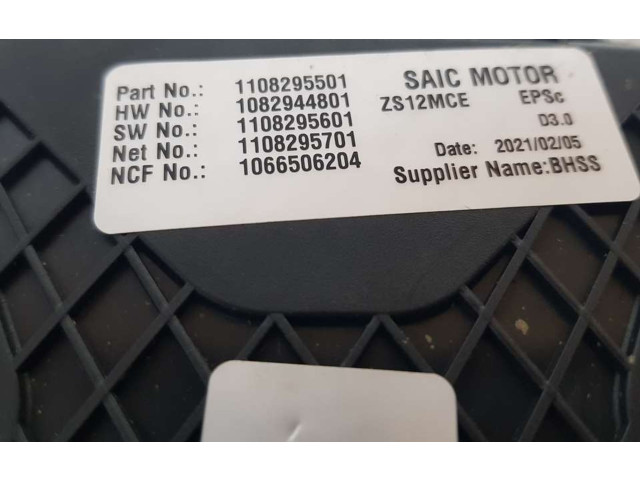 Part No.: 1108295501
HW No.: 1082944801
SW No.: 1108295601
Net No.: 1108295701
NCF No.: 1066506204
SAIC MOTOR
ZS12MCE EPSc
D3.0
Date: 2021/02/05
Supplier Name:BHSS